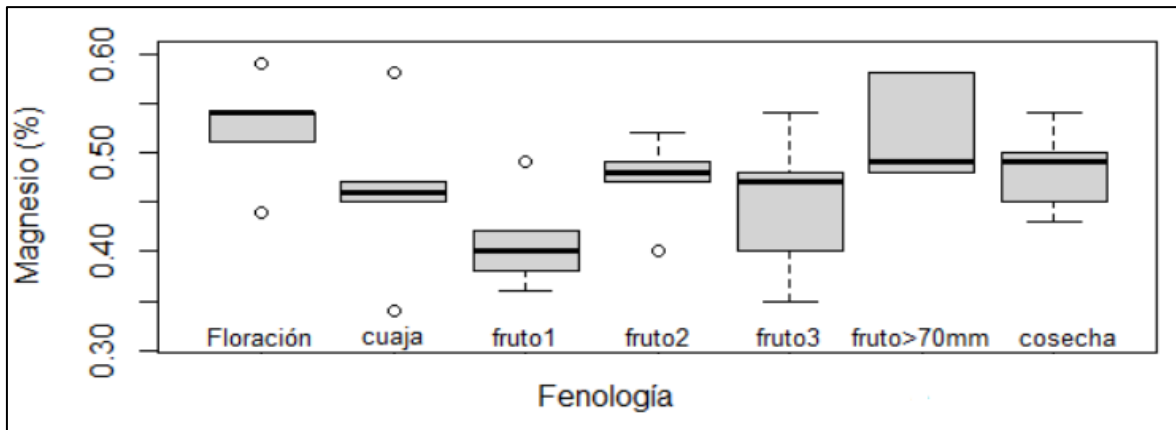 Magnesio (%)
0.60
0.50
0.40
0.30
Floración cuaja fruto1 fruto2 fruto3 fruto>70mm cosecha
Fenología